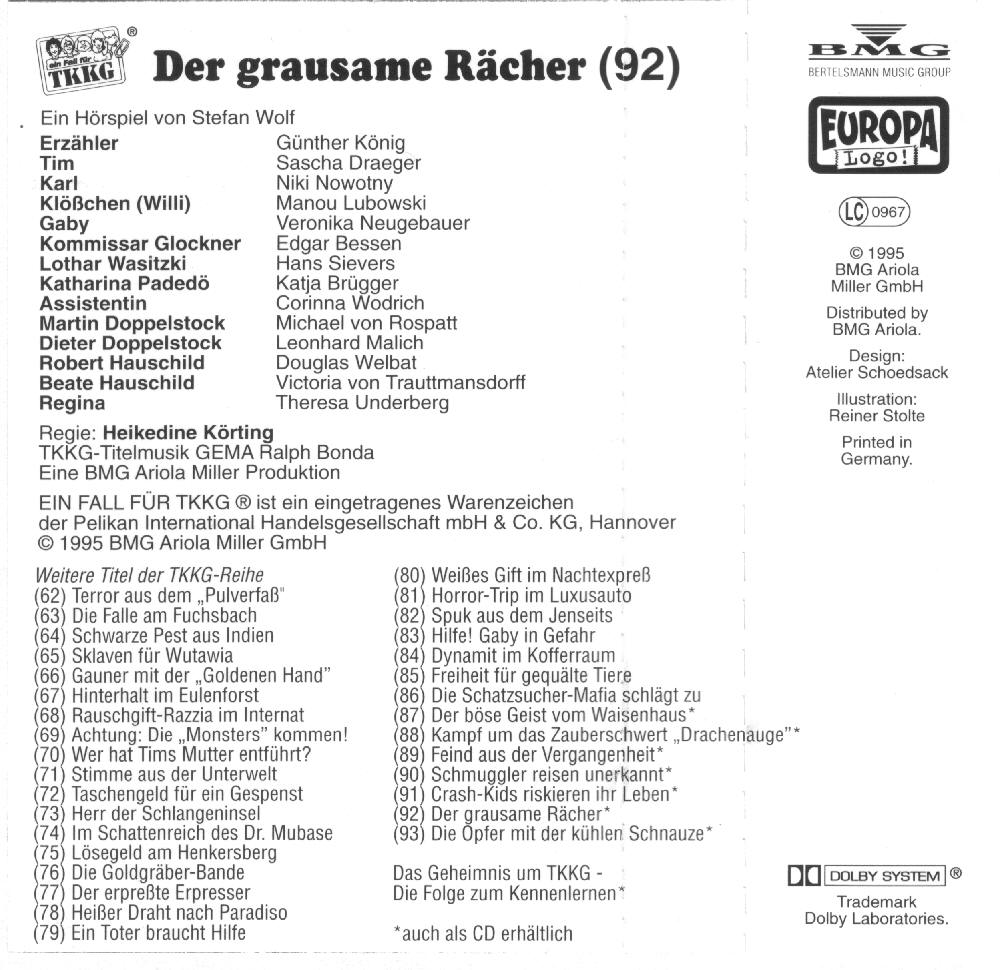 ein Fall für
TKKG
®
Der grausame Rächer (92)
Ein Hörspiel von Stefan Wolf
Erzähler Günther König
Tim Sascha Draeger
Karl Niki Nowotny
Klößchen (Willi) Manou Lubowski
Gaby Veronika Neugebauer
Kommissar Glockner Edgar Bessen
Lothar Wasitzki Hans Sievers
Katharina Padedö Katja Brügger
Assistentin Corinna Wodrich
Martin Doppelstock Michael von Rospatt
Dieter Doppelstock Leonhard Malich
Robert Hauschild Douglas Welbat
Beate Hauschild Victoria von Trauttmansdorff
Regina Theresa Underberg
Regie: Heikedine Körting
TKKG-Titelmusik GEMA Ralph Bonda
Eine BMG Ariola Miller Produktion
EIN FALL FÜR TKKG ® ist ein eingetragenes Warenzeichen
der Pelikan International Handelsgesellschaft mbH & Co. KG, Hannover
© 1995 BMG Ariola Miller GmbH
Weitere Titel der TKKG-Reihe
(62) Terror aus dem „Pulverfaß"
(63) Die Falle am Fuchsbach
(64) Schwarze Pest aus Indien
(65) Sklaven für Wutawia
(66) Gauner mit der „Goldenen Hand"
(67) Hinterhalt im Eulenforst
(68) Rauschgift-Razzia im Internat
(69) Achtung: Die „Monsters" kommen!
(70) Wer hat Tims Mutter entführt?
(71) Stimme aus der Unterwelt
(72) Taschengeld für ein Gespenst
(73) Herr der Schlangeninsel
(74) Im Schattenreich des Dr. Mubase
(75) Lösegeld am Henkersberg
(76) Die Goldgräber-Bande
(77) Der erpreßte Erpresser
(78) Heißer Draht nach Paradiso
(79) Ein Toter braucht Hilfe
(80) Weißes Gift im Nachtexpreß
(81) Horror-Trip im Luxusauto
(82) Spuk aus dem Jenseits
(83) Hilfe! Gaby in Gefahr
(84) Dynamit im Kofferraum
(85) Freiheit für gequälte Tiere
(86) Die Schatzsucher-Mafia schlägt zu
(87) Der böse Geist vom Waisenhaus*
(88) Kampf um das Zauberschwert „Drachenauge"*
(89) Feind aus der Vergangenheit*
(90) Schmuggler reisen unerkannt*
(91) Crash-Kids riskieren ihr Leben*
(92) Der grausame Rächer*
(93) Die Opfer mit der kühlen Schnauze*
Das Geheimnis um TKKG -
Die Folge zum Kennenlernen*
*auch als CD erhältlich
BMG
BERTELSMANN MUSIC GROUP
EUROPA
Logo!
LC 0967
© 1995
BMG Ariola
Miller GmbH
Distributed by
BMG Ariola.
Design:
Atelier Schoedsack
Illustration:
Reiner Stolte
Printed in
Germany.
DOLBY SYSTEM ®
Trademark
Dolby Laboratories.